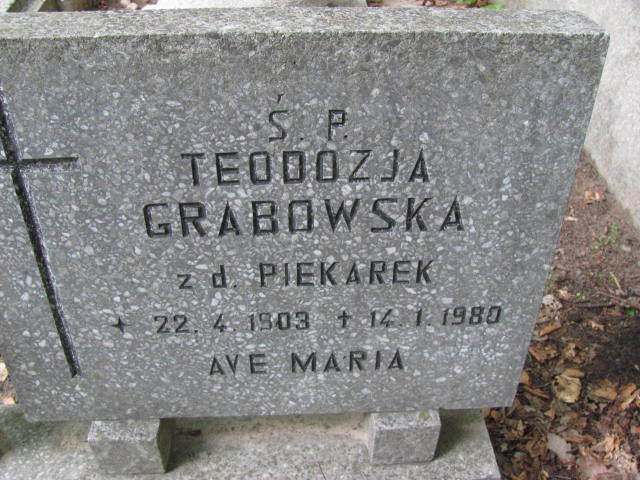 Ś. P.
TEODOZJA
GRABOWSKA
z d. PIEKAREK
22. 4. 1903 † 14. 1. 1980
AVE MARIA